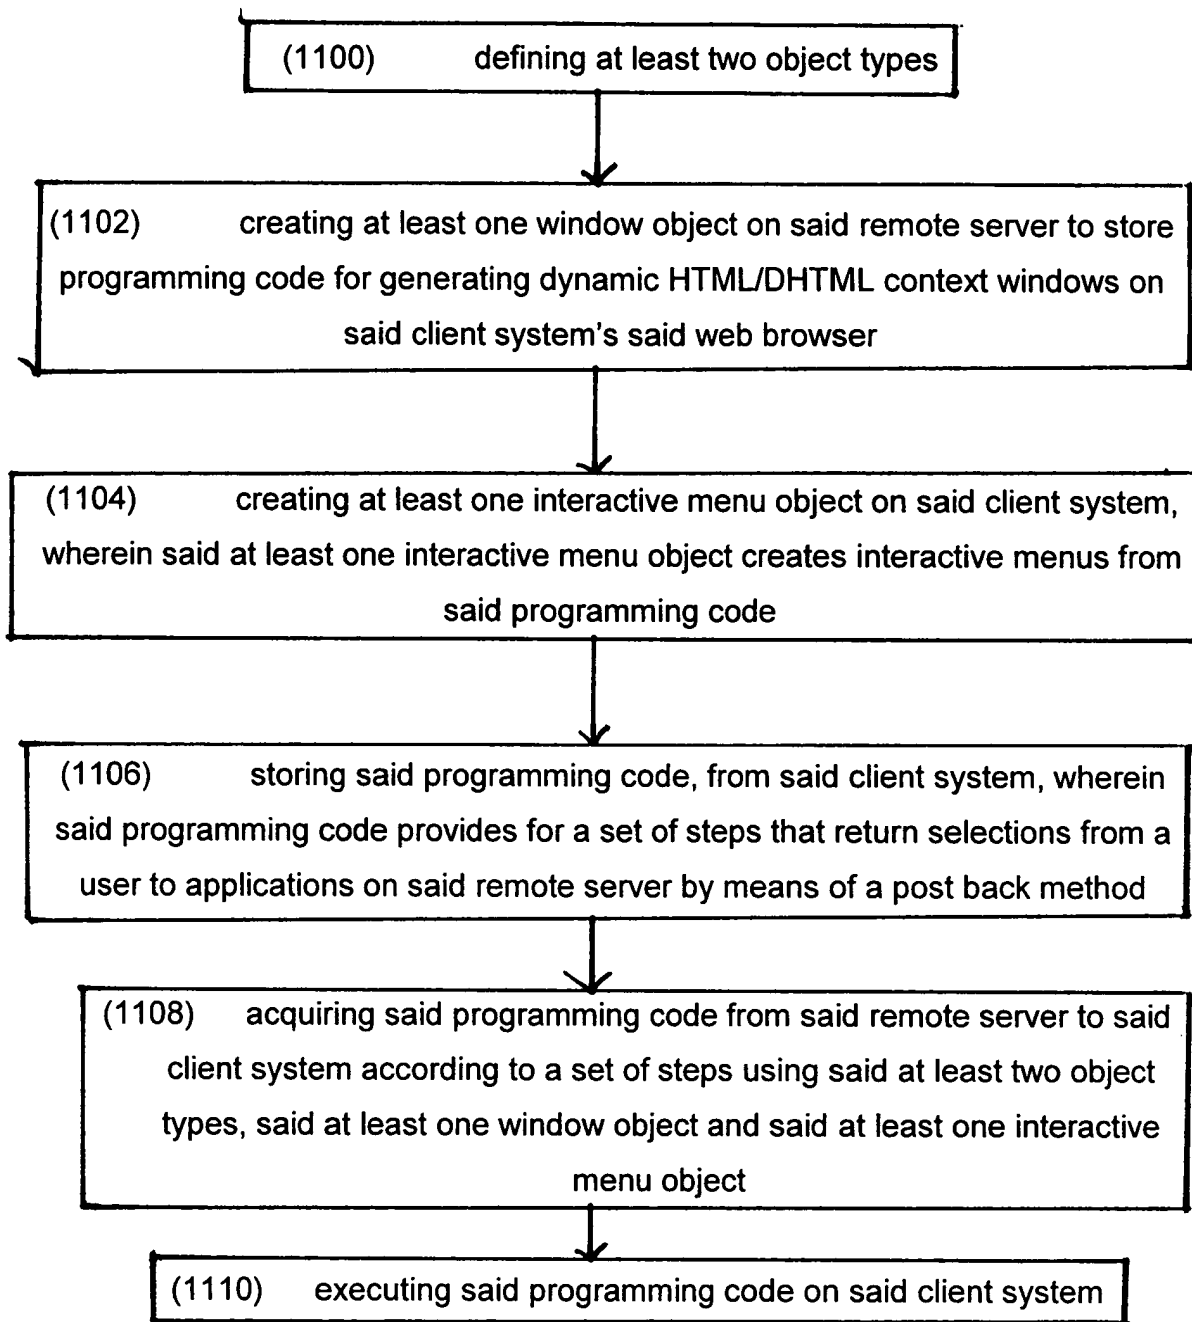 (1100) defining at least two object types
(1102) creating at least one window object on said remote server to store
programming code for generating dynamic HTML/DHTML context windows on
said client system's said web browser
(1104) creating at least one interactive menu object on said client system,
wherein said at least one interactive menu object creates interactive menus from
said programming code
(1106) storing said programming code, from said client system, wherein
said programming code provides for a set of steps that return selections from a
user to applications on said remote server by means of a post back method
(1108) acquiring said programming code from said remote server to said
client system according to a set of steps using said at least two object
types, said at least one window object and said at least one interactive
menu object
(1110) executing said programming code on said client system